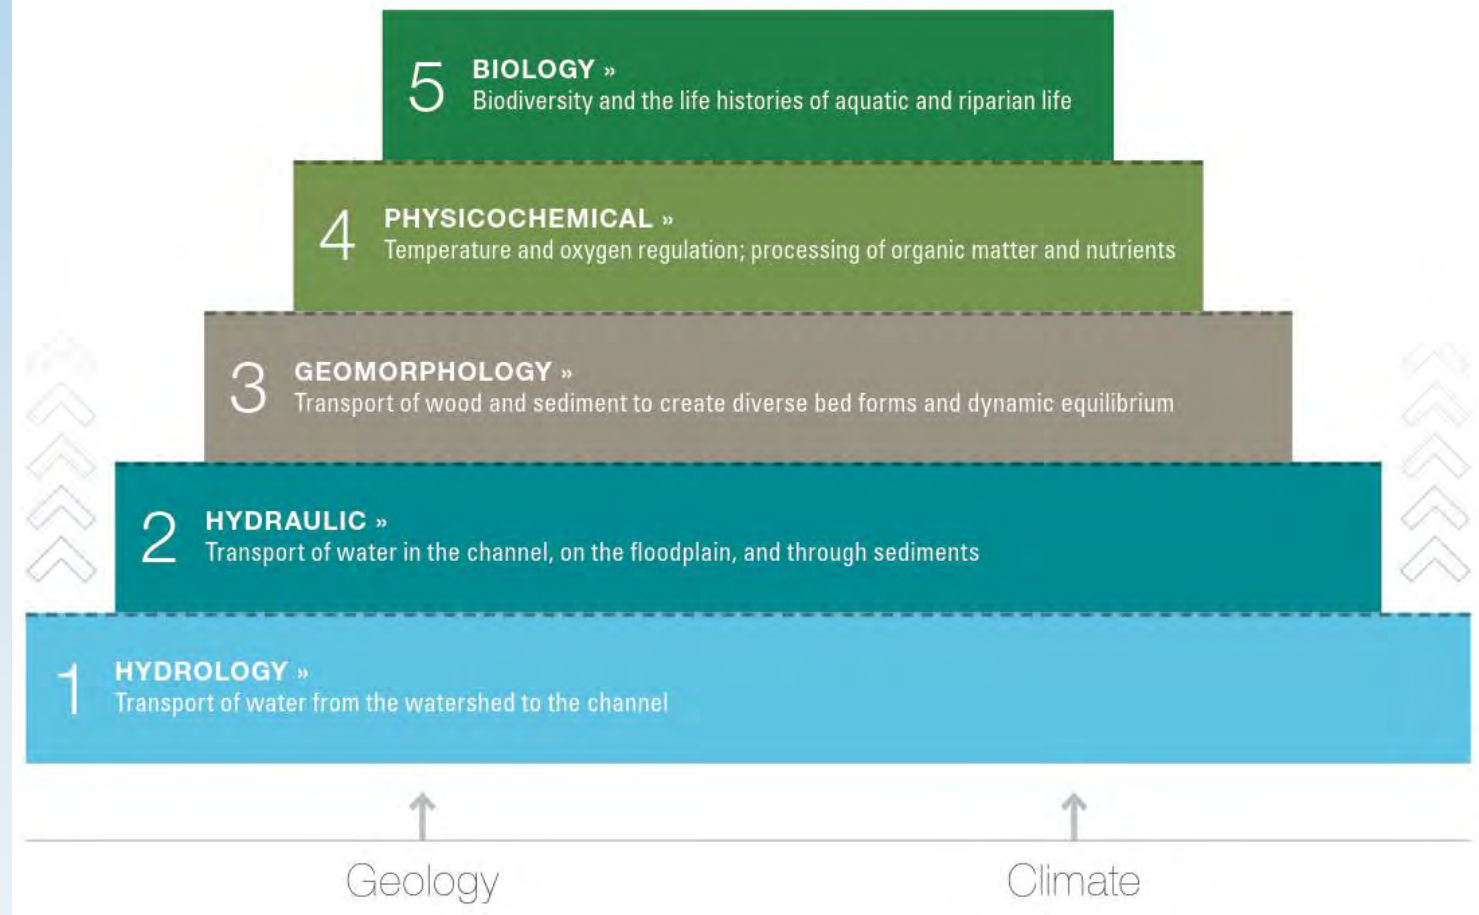 5 BIOLOGY »
Biodiversity and the life histories of aquatic and riparian life
4 PHYSICOCHEMICAL »
Temperature and oxygen regulation; processing of organic matter and nutrients
3 GEOMORPHOLOGY »
Transport of wood and sediment to create diverse bed forms and dynamic equilibrium
2 HYDRAULIC »
Transport of water in the channel, on the floodplain, and through sediments
1 HYDROLOGY »
Transport of water from the watershed to the channel
Geology Climate